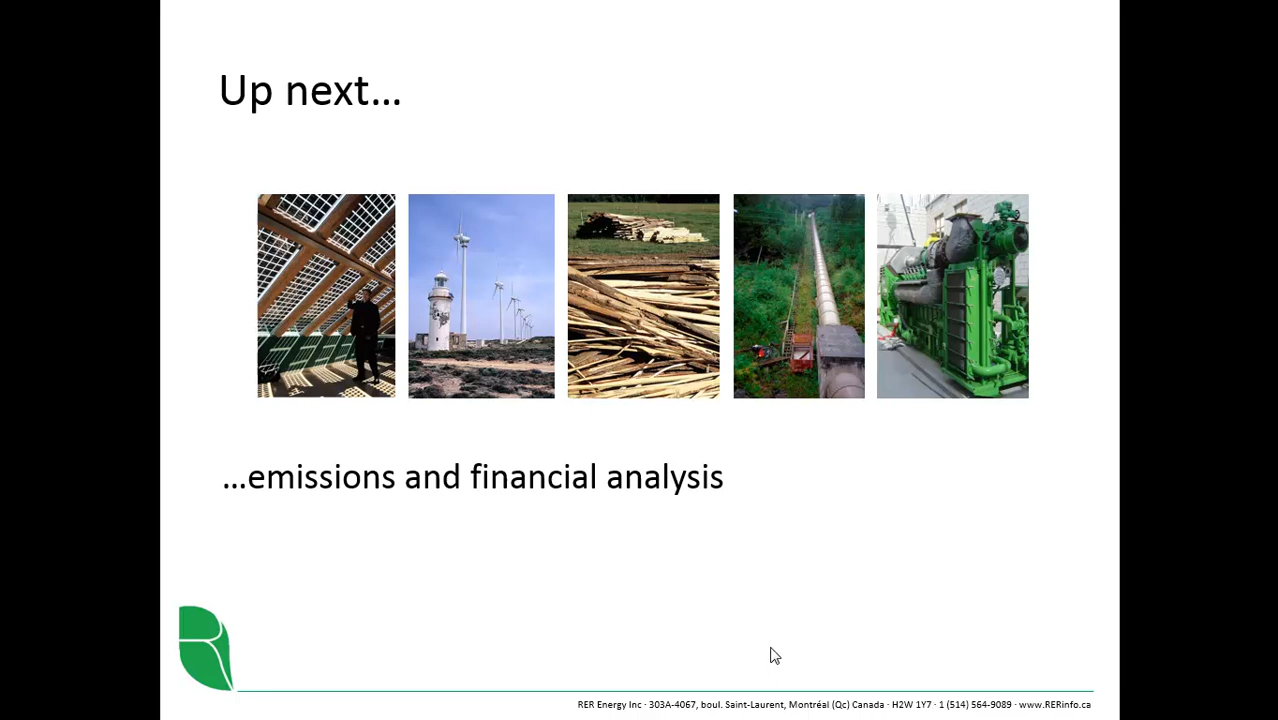 Up next...
...emissions and financial analysis
RER Energy Inc · 303A-4067, boul. Saint-Laurent, Montréal (Qc) Canada · H2W 1Y7 · 1 (514) 564-9089 · www.RERinfo.ca